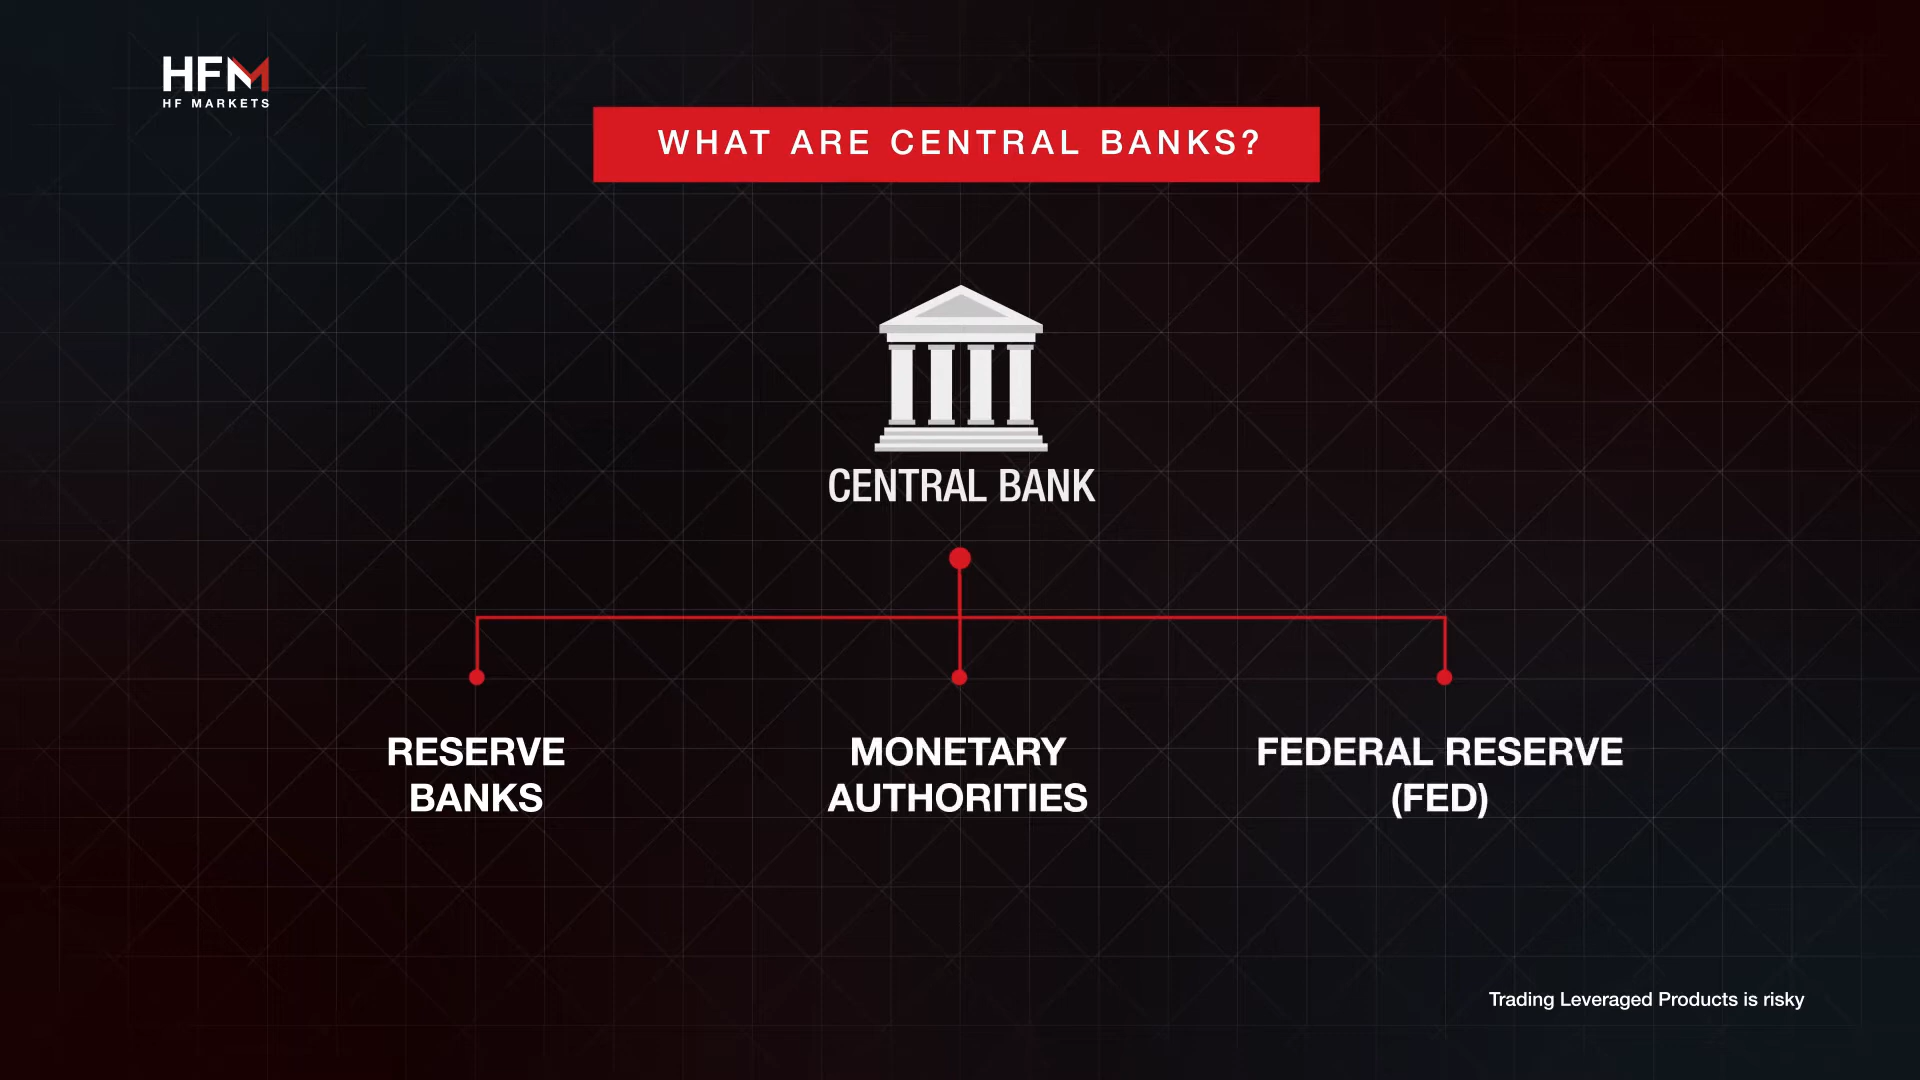 HFM
HF MARKETS
WHAT ARE CENTRAL BANKS?
CENTRAL BANK
RESERVE
BANKS
MONETARY
AUTHORITIES
FEDERAL RESERVE
(FED)
Trading Leveraged Products is risky